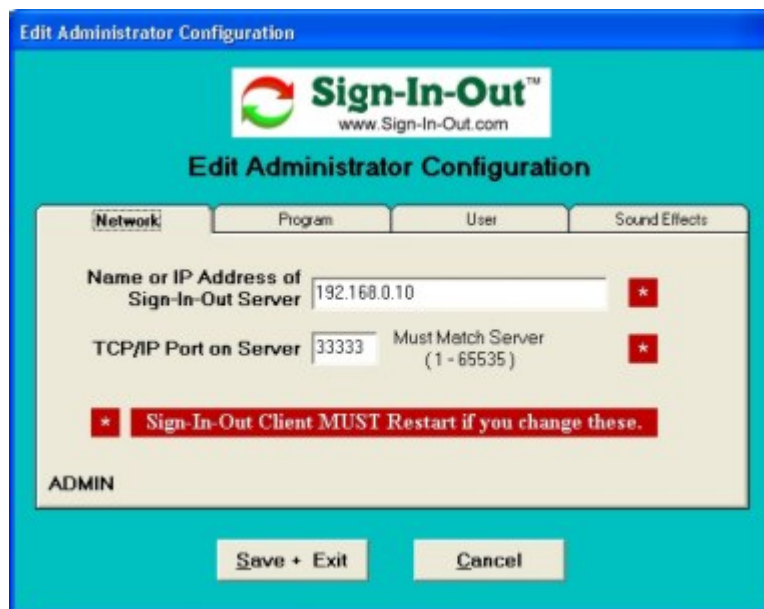 Edit Administrator Configuration
Sign-In-Out™
www.Sign-In-Out.com
Edit Administrator Configuration
Network Program User Sound Effects
Name or IP Address of
Sign-In-Out Server 192.168.0.10 *
TCP/IP Port on Server 33333 Must Match Server *
( 1 - 65535 )
* Sign-In-Out Client MUST Restart if you change these.
ADMIN
Save + Exit Cancel